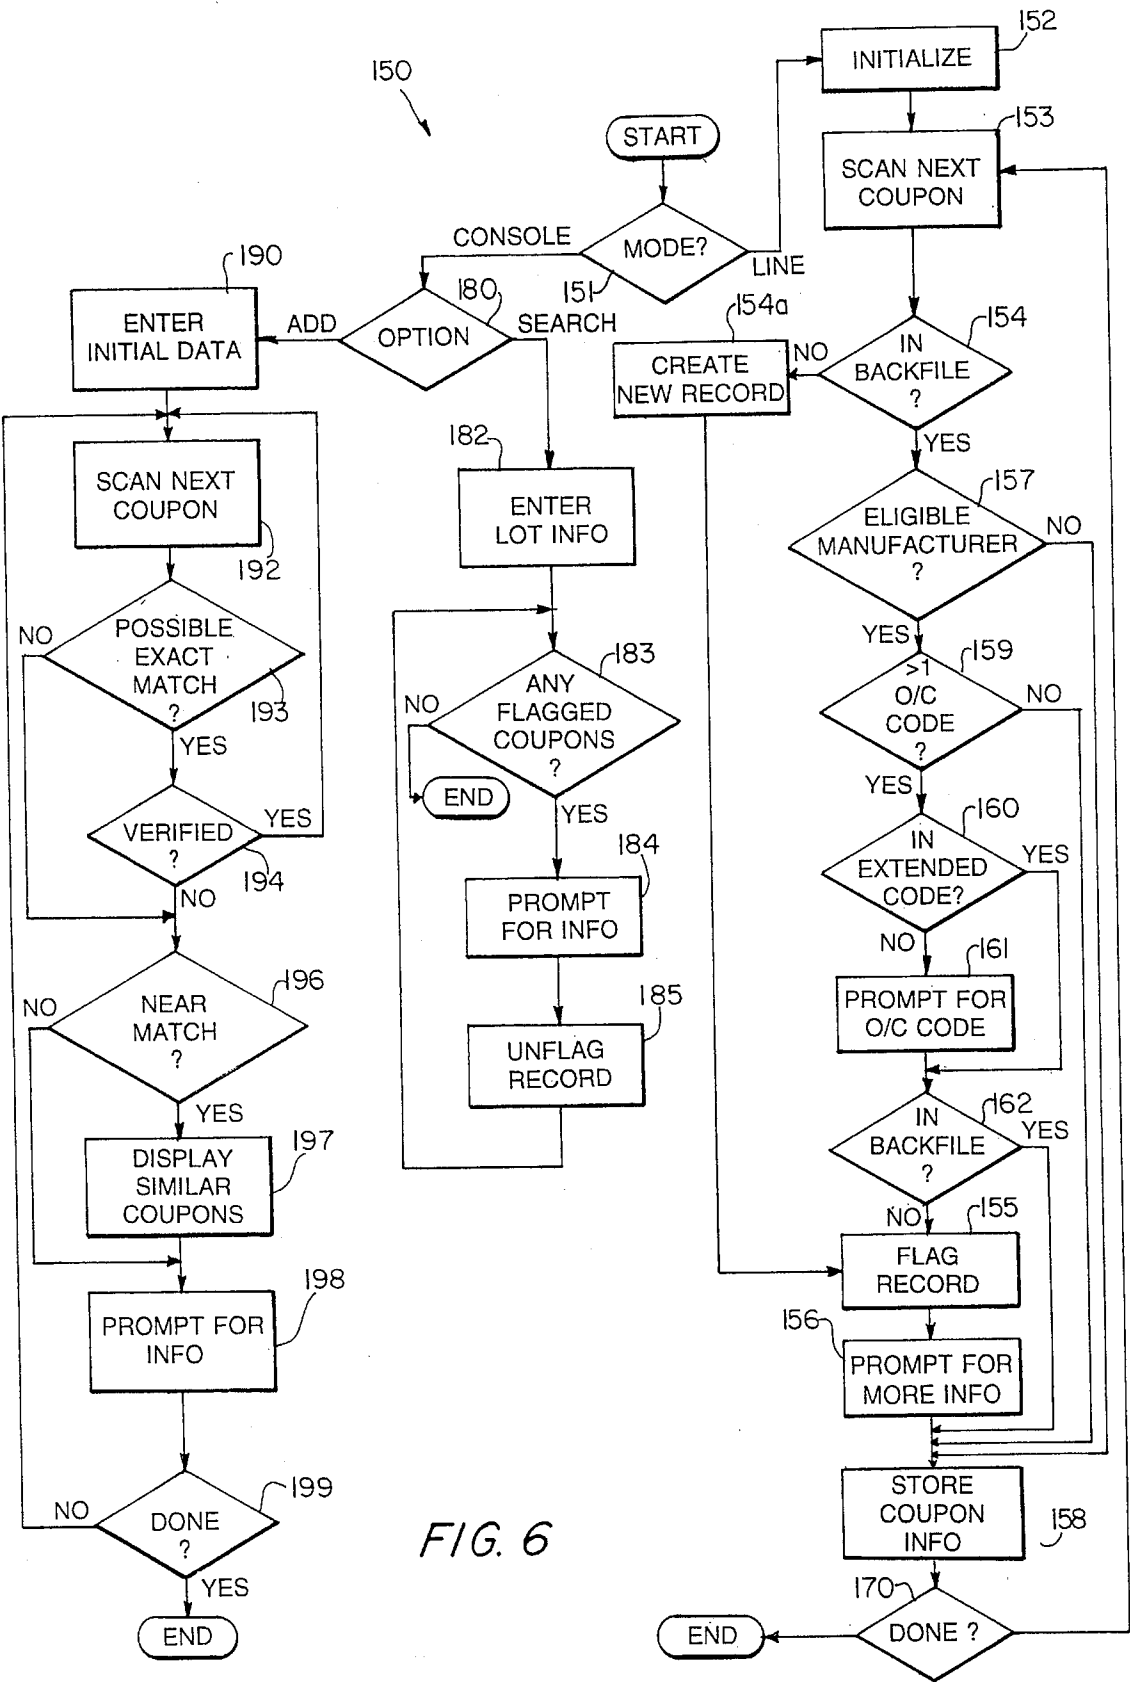 150
START
MODE?
151
CONSOLE
LINE
152
INITIALIZE
153
SCAN NEXT
COUPON
154
IN
BACKFILE
?
NO
YES
154a
CREATE
NEW RECORD
157
ELIGIBLE
MANUFACTURER
?
NO
YES
159
>1
O/C
CODE
?
NO
YES
160
IN
EXTENDED
CODE?
YES
NO
161
PROMPT FOR
O/C CODE
162
IN
BACKFILE
?
YES
NO
155
FLAG
RECORD
156
PROMPT FOR
MORE INFO
STORE
COUPON
INFO
158
170
DONE ?
END
180
OPTION
ADD
SEARCH
182
ENTER
LOT INFO
183
ANY
FLAGGED
COUPONS
?
NO
END
YES
184
PROMPT
FOR INFO
185
UNFLAG
RECORD
190
ENTER
INITIAL DATA
SCAN NEXT
COUPON
192
POSSIBLE
EXACT
MATCH
?
193
NO
YES
VERIFIED
?
194
YES
NO
196
NEAR
MATCH
?
NO
YES
197
DISPLAY
SIMILAR
COUPONS
198
PROMPT FOR
INFO
199
DONE
?
NO
YES
END
FIG. 6